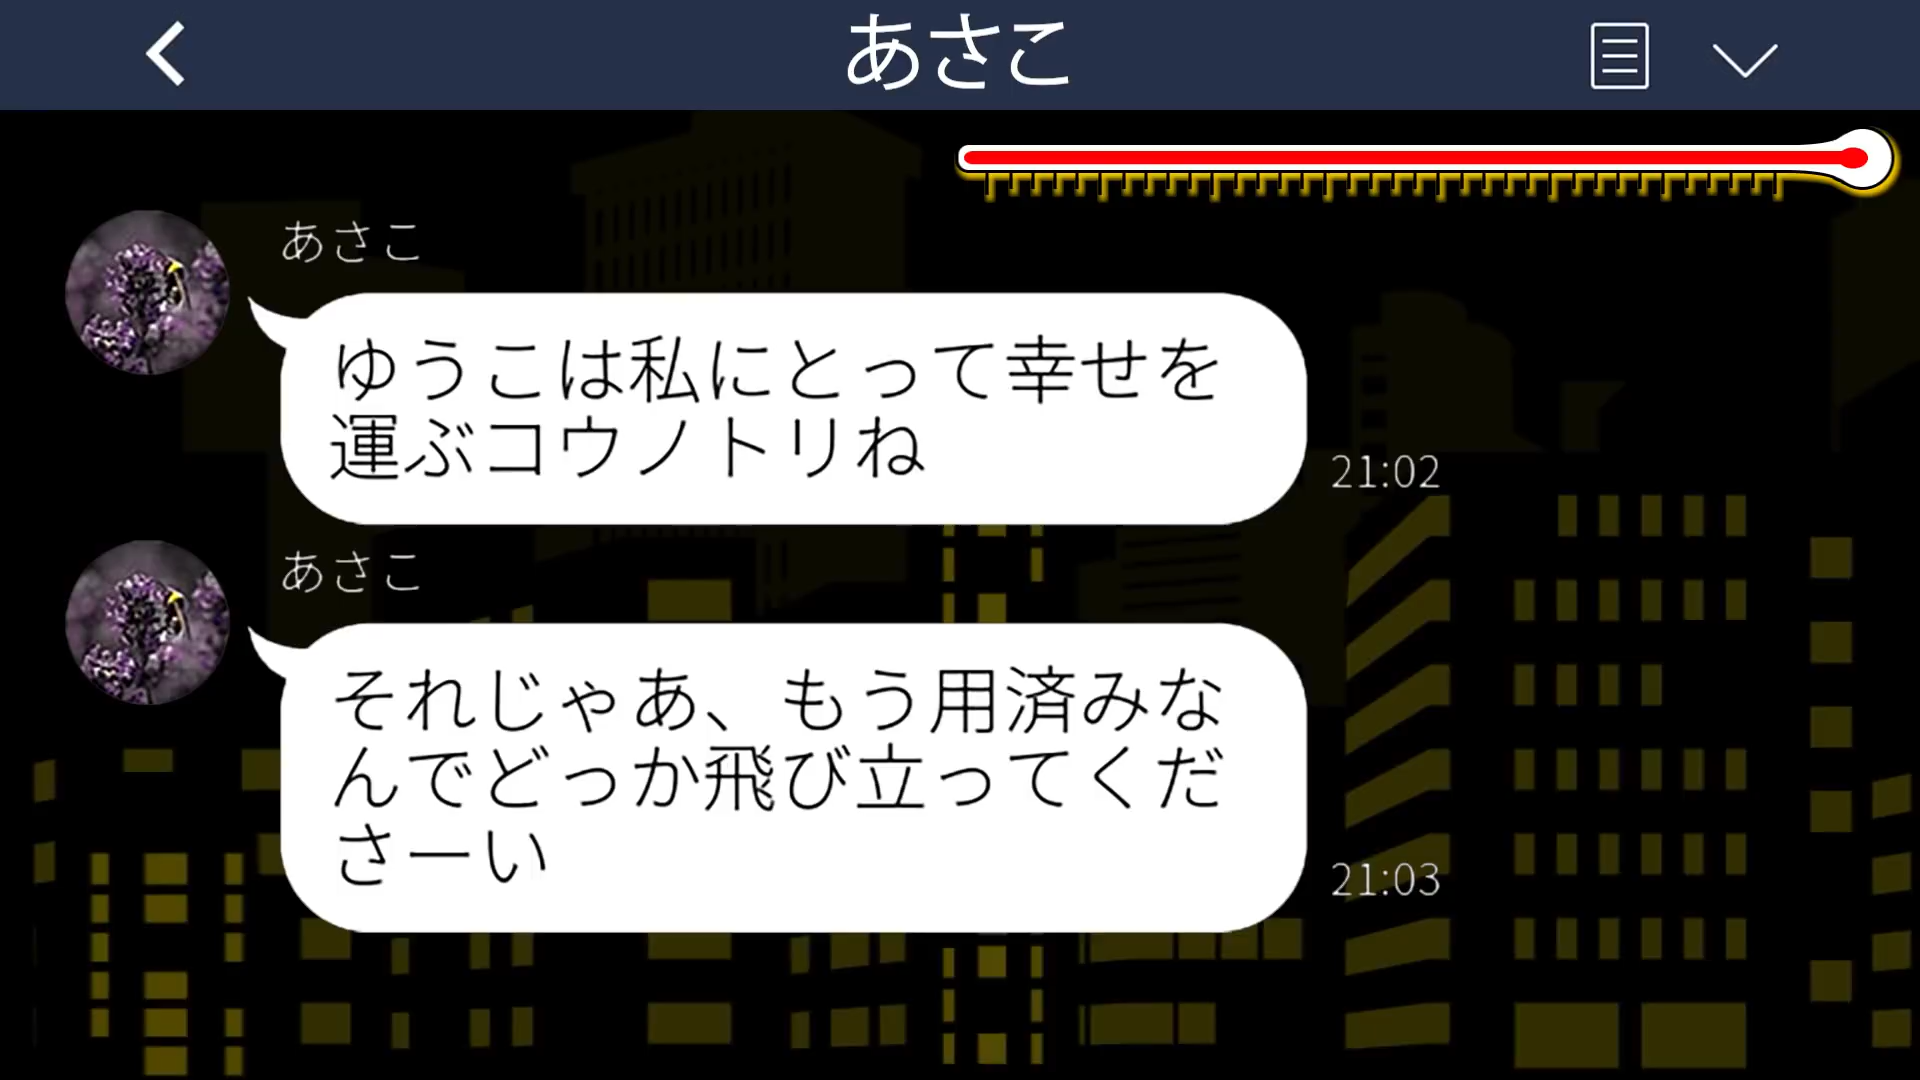 あさこ
あさこ
ゆうこは私にとって幸せを
運ぶコウノトリね
21:02
あさこ
それじゃあ、もう用済みな
んでどっか飛び立ってくだ
さーい
21:03